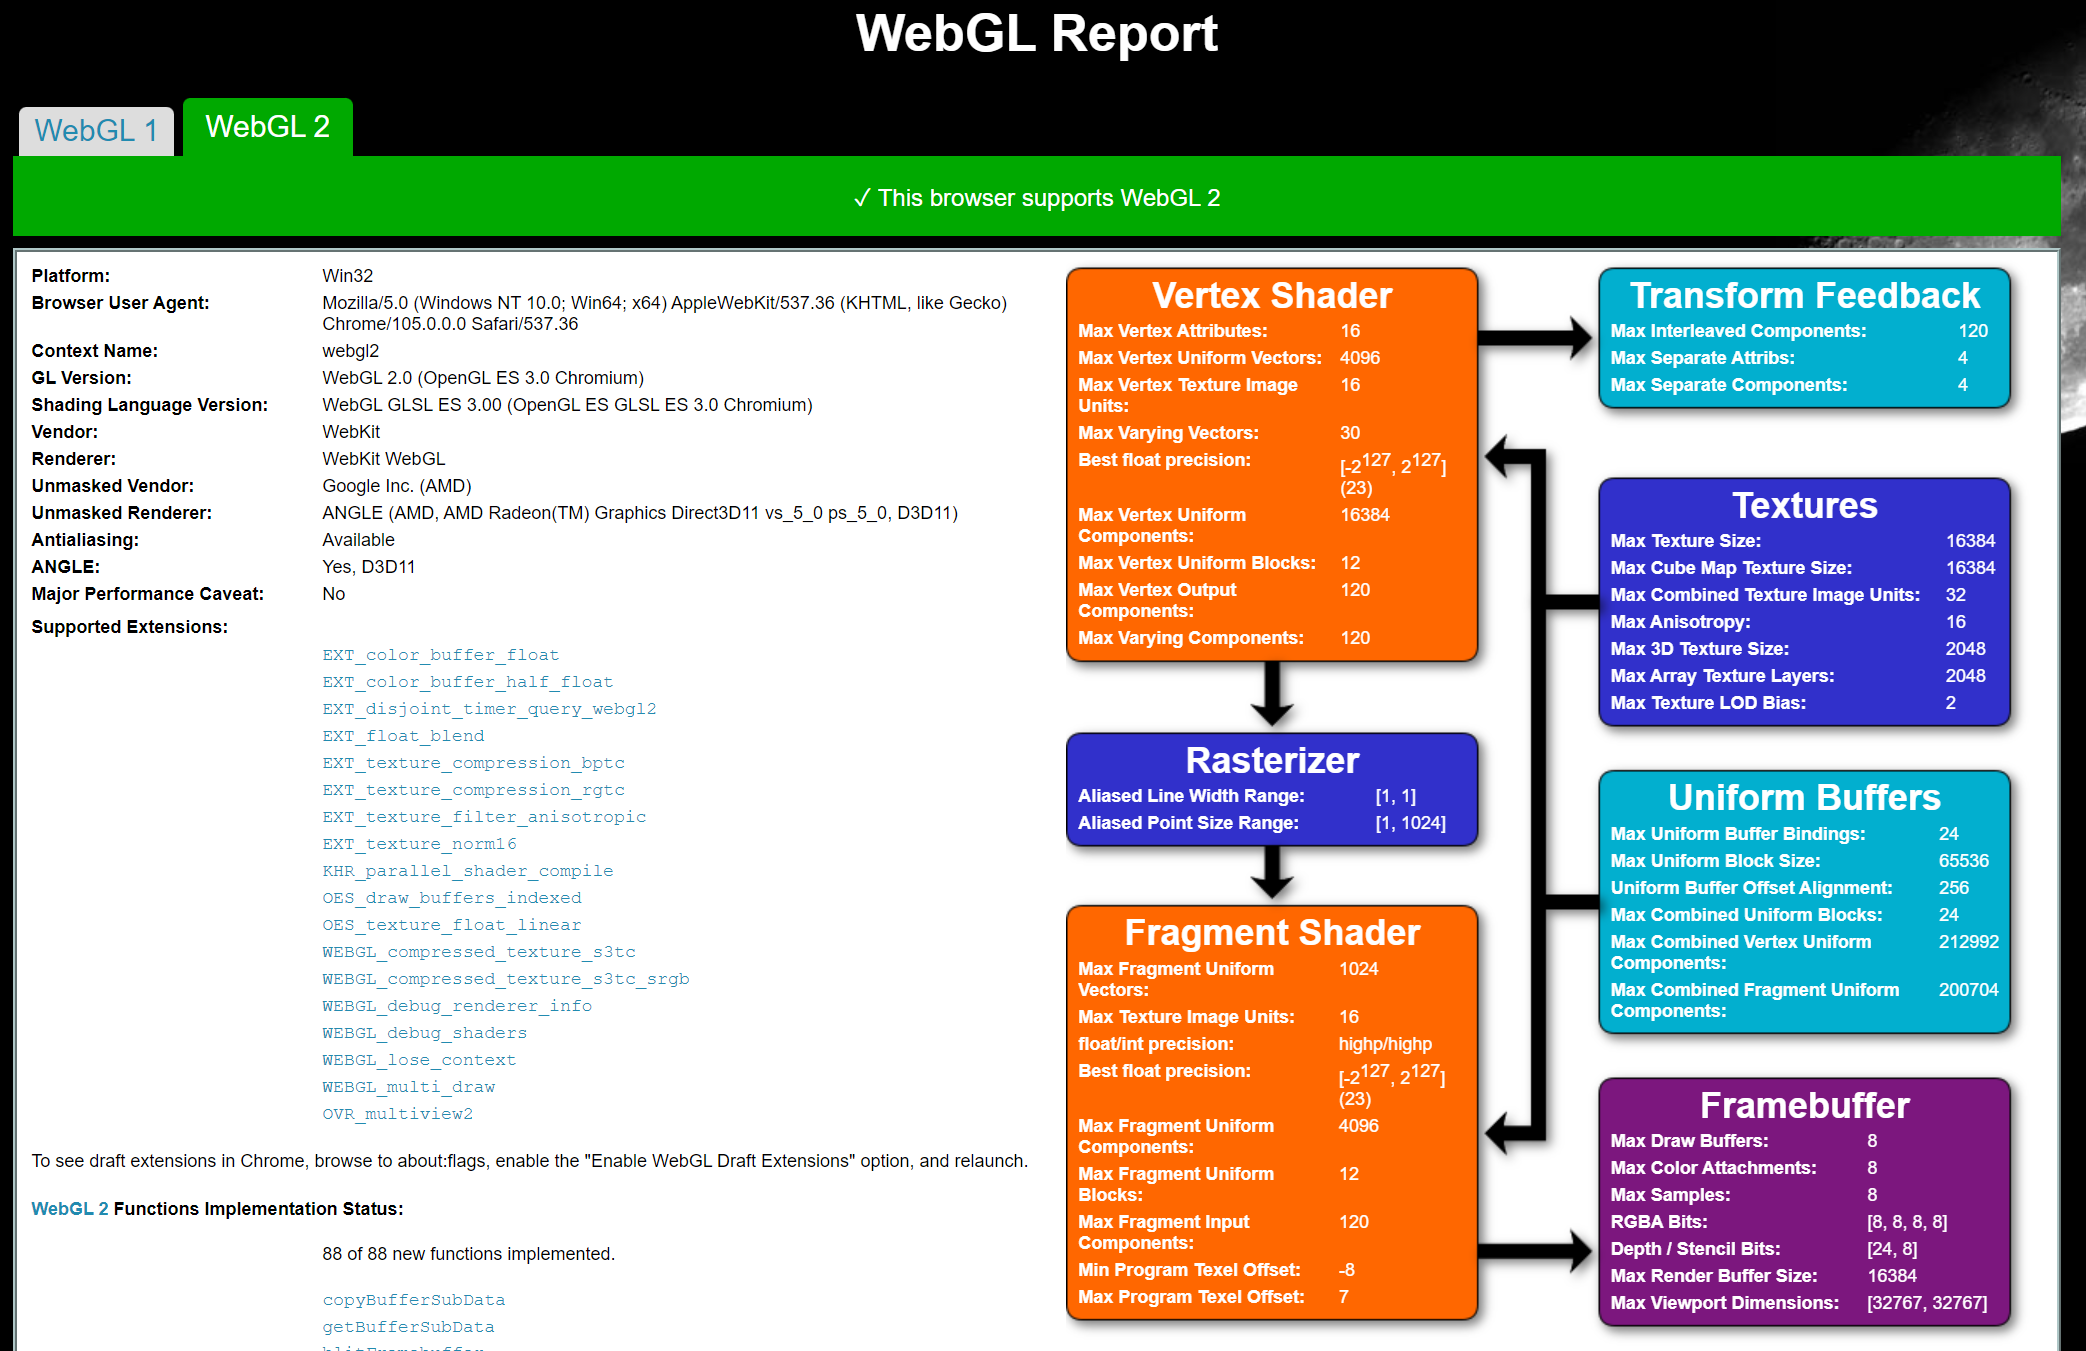 WebGL Report
WebGL 1
WebGL 2
✓ This browser supports WebGL 2
Platform: Win32
Browser User Agent: Mozilla/5.0 (Windows NT 10.0; Win64; x64) AppleWebKit/537.36 (KHTML, like Gecko)
Chrome/105.0.0.0 Safari/537.36
Context Name: webgl2
GL Version: WebGL 2.0 (OpenGL ES 3.0 Chromium)
Shading Language Version: WebGL GLSL ES 3.00 (OpenGL ES GLSL ES 3.0 Chromium)
Vendor: WebKit
Renderer: WebKit WebGL
Unmasked Vendor: Google Inc. (AMD)
Unmasked Renderer: ANGLE (AMD, AMD Radeon(TM) Graphics Direct3D11 vs_5_0 ps_5_0, D3D11)
Antialiasing: Available
ANGLE: Yes, D3D11
Major Performance Caveat: No
Supported Extensions:
EXT_color_buffer_float
EXT_color_buffer_half_float
EXT_disjoint_timer_query_webgl2
EXT_float_blend
EXT_texture_compression_bptc
EXT_texture_compression_rgtc
EXT_texture_filter_anisotropic
EXT_texture_norm16
KHR_parallel_shader_compile
OES_draw_buffers_indexed
OES_texture_float_linear
WEBGL_compressed_texture_s3tc
WEBGL_compressed_texture_s3tc_srgb
WEBGL_debug_renderer_info
WEBGL_debug_shaders
WEBGL_lose_context
WEBGL_multi_draw
OVR_multiview2
To see draft extensions in Chrome, browse to about:flags, enable the "Enable WebGL Draft Extensions" option, and relaunch.
WebGL 2 Functions Implementation Status:
88 of 88 new functions implemented.
copyBufferSubData
getBufferSubData
Vertex Shader
Max Vertex Attributes: 16
Max Vertex Uniform Vectors: 4096
Max Vertex Texture Image 16
Units:
Max Varying Vectors: 30
Best float precision: [-2^127, 2^127]
(23)
Max Vertex Uniform 16384
Components:
Max Vertex Uniform Blocks: 12
Max Vertex Output 120
Components:
Max Varying Components: 120
Rasterizer
Aliased Line Width Range: [1, 1]
Aliased Point Size Range: [1, 1024]
Fragment Shader
Max Fragment Uniform 1024
Vectors:
Max Texture Image Units: 16
float/int precision: highp/highp
Best float precision: [-2^127, 2^127]
(23)
Max Fragment Uniform 4096
Components:
Max Fragment Uniform 12
Blocks:
Max Fragment Input 120
Components:
Min Program Texel Offset: -8
Max Program Texel Offset: 7
Transform Feedback
Max Interleaved Components: 120
Max Separate Attribs: 4
Max Separate Components: 4
Textures
Max Texture Size: 16384
Max Cube Map Texture Size: 16384
Max Combined Texture Image Units: 32
Max Anisotropy: 16
Max 3D Texture Size: 2048
Max Array Texture Layers: 2048
Max Texture LOD Bias: 2
Uniform Buffers
Max Uniform Buffer Bindings: 24
Max Uniform Block Size: 65536
Uniform Buffer Offset Alignment: 256
Max Combined Uniform Blocks: 24
Max Combined Vertex Uniform 212992
Components:
Max Combined Fragment Uniform 200704
Components:
Framebuffer
Max Draw Buffers: 8
Max Color Attachments: 8
Max Samples: 8
RGBA Bits: [8, 8, 8, 8]
Depth / Stencil Bits: [24, 8]
Max Render Buffer Size: 16384
Max Viewport Dimensions: [32767, 32767]